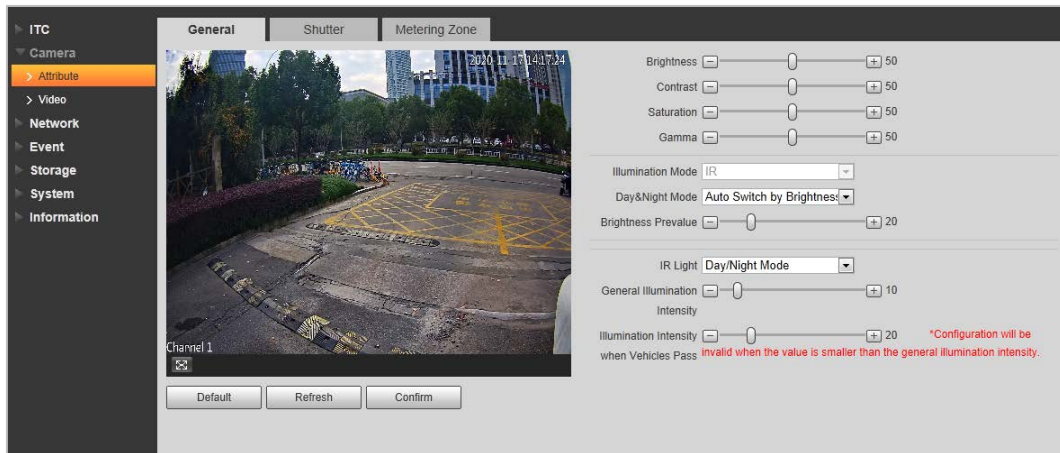 ITC
Camera
Attribute
Video
Network
Event
Storage
System
Information
General Shutter Metering Zone
2020-11-17 14:17:24
Channel 1
Default Refresh Confirm
Brightness 50
Contrast 50
Saturation 50
Gamma 50
Illumination Mode IR
Day&Night Mode Auto Switch by Brightness
Brightness Prevalue 20
IR Light Day/Night Mode
General Illumination 10
Intensity
Illumination Intensity 20 *Configuration will be
when Vehicles Pass invalid when the value is smaller than the general illumination intensity.